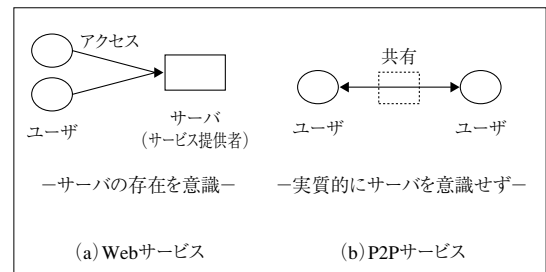 アクセス
ユーザ
サーバ
(サービス提供者)
−サーバの存在を意識−
(a)Webサービス
共有
ユーザ
ユーザ
−実質的にサーバを意識せず−
(b)P2Pサービス